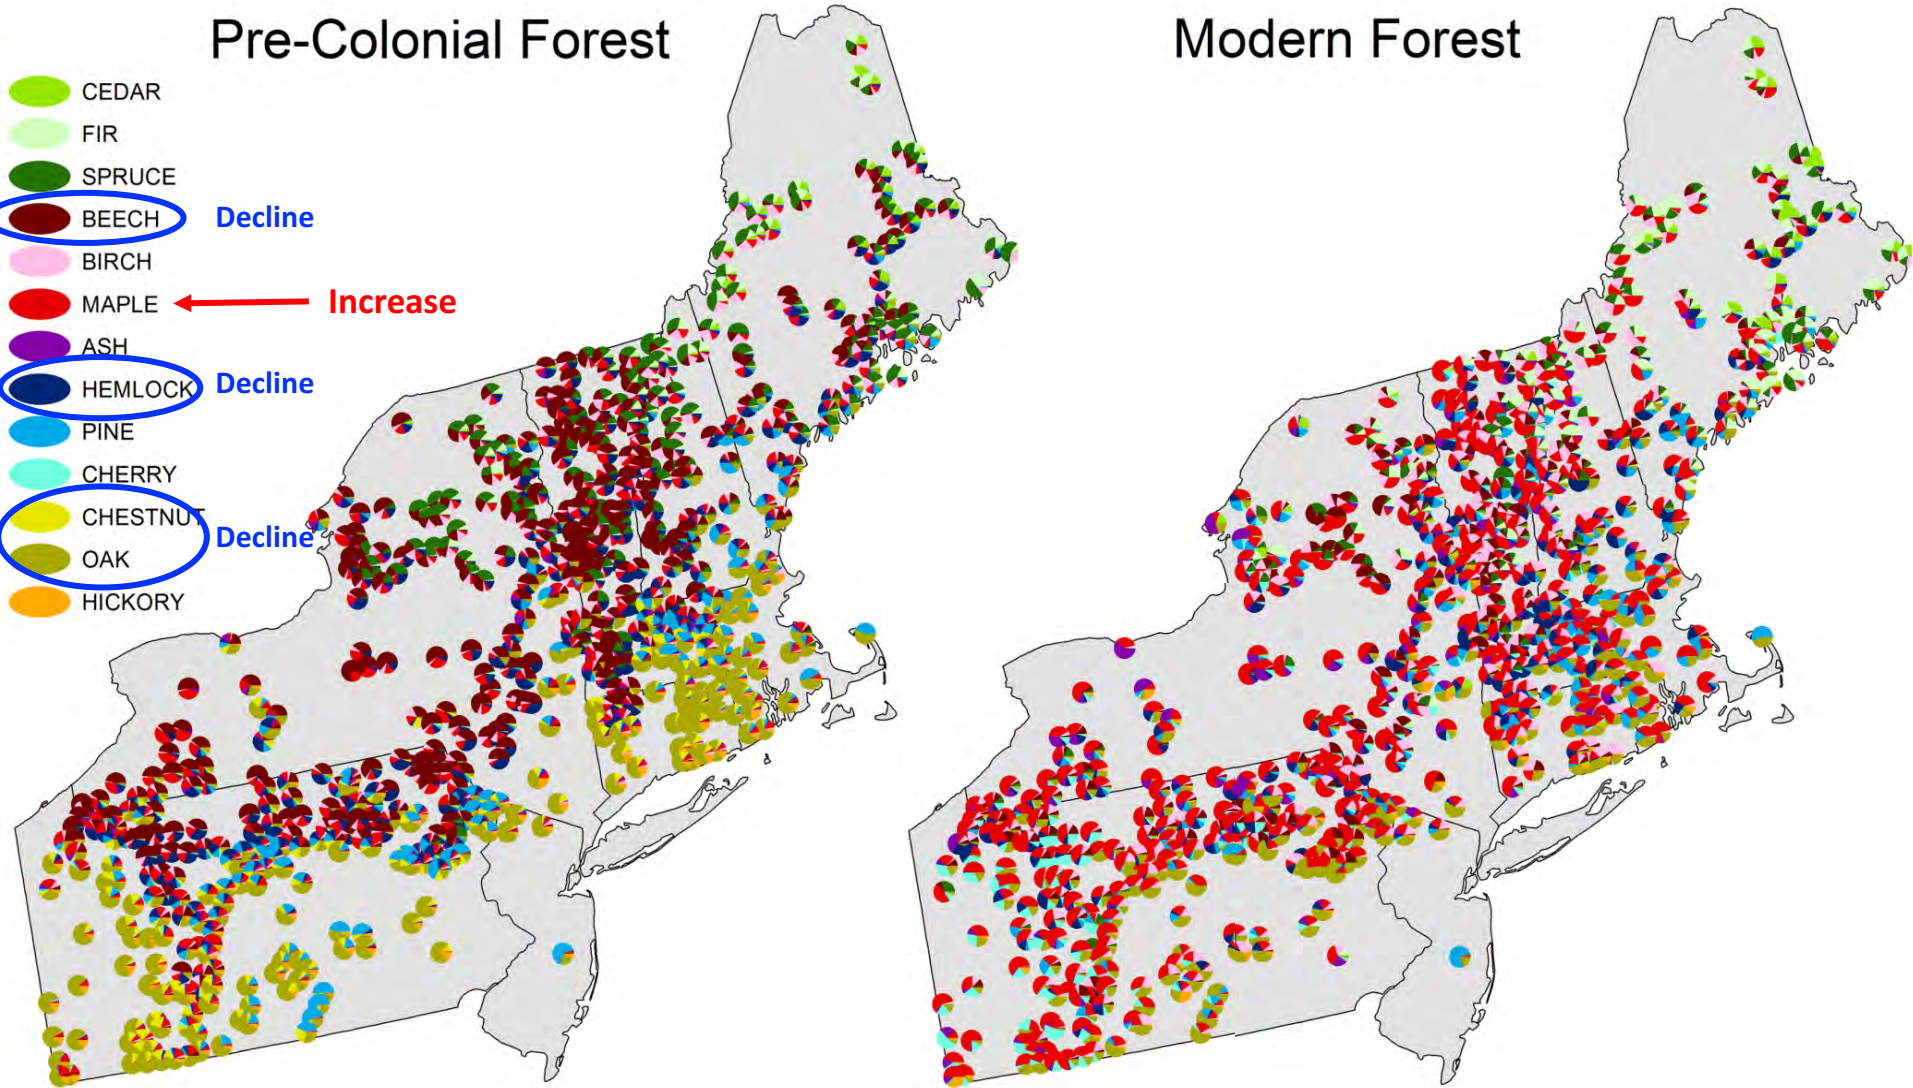 Pre-Colonial Forest
Modern Forest
CEDAR
FIR
SPRUCE
BEECH
Decline
BIRCH
MAPLE
Increase
ASH
HEMLOCK
Decline
PINE
CHERRY
CHESTNUT
Decline
OAK
HICKORY